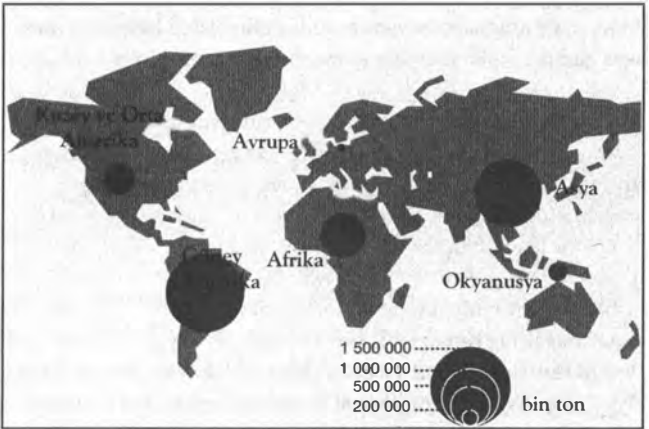 Kuzey ve Orta
Amerika
Avrupa
Asya
Güney
Amerika
Afrika
Okyanusya
1 500 000
1 000 000
500 000
200 000
bin ton